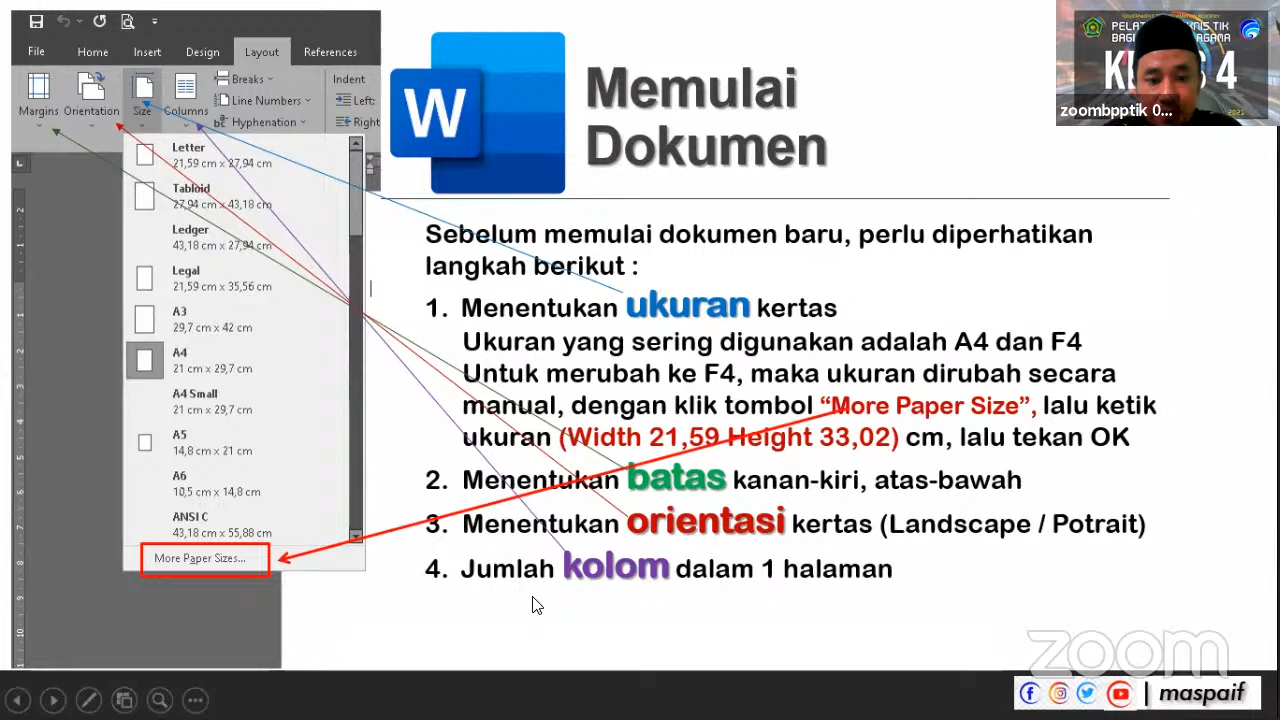 File Home Insert Design Layout References
Margins Orientation Size Columns
Breaks
Line Numbers
Hyphenation
Indent
Left:
Right
Letter
21,59 cm x 27,94 cm
Tabloid
27,94 cm x 43,18 cm
Ledger
43,18 cm x 27,94 cm
Legal
21,59 cm x 35,56 cm
A3
29,7 cm x 42 cm
A4
21 cm x 29,7 cm
A4 Small
21 cm x 29,7 cm
A5
14,8 cm x 21 cm
A6
10,5 cm x 14,8 cm
ANSI C
43,18 cm x 55,88 cm
More Paper Sizes...
W
Memulai
Dokumen
Sebelum memulai dokumen baru, perlu diperhatikan
langkah berikut :
1. Menentukan ukuran kertas
Ukuran yang sering digunakan adalah A4 dan F4
Untuk merubah ke F4, maka ukuran dirubah secara
manual, dengan klik tombol “More Paper Size”, lalu ketik
ukuran (Width 21,59 Height 33,02) cm, lalu tekan OK
2. Menentukan batas kanan-kiri, atas-bawah
3. Menentukan orientasi kertas (Landscape / Potrait)
4. Jumlah kolom dalam 1 halaman
zoombpptik 0...
2021
zoom
| maspaif